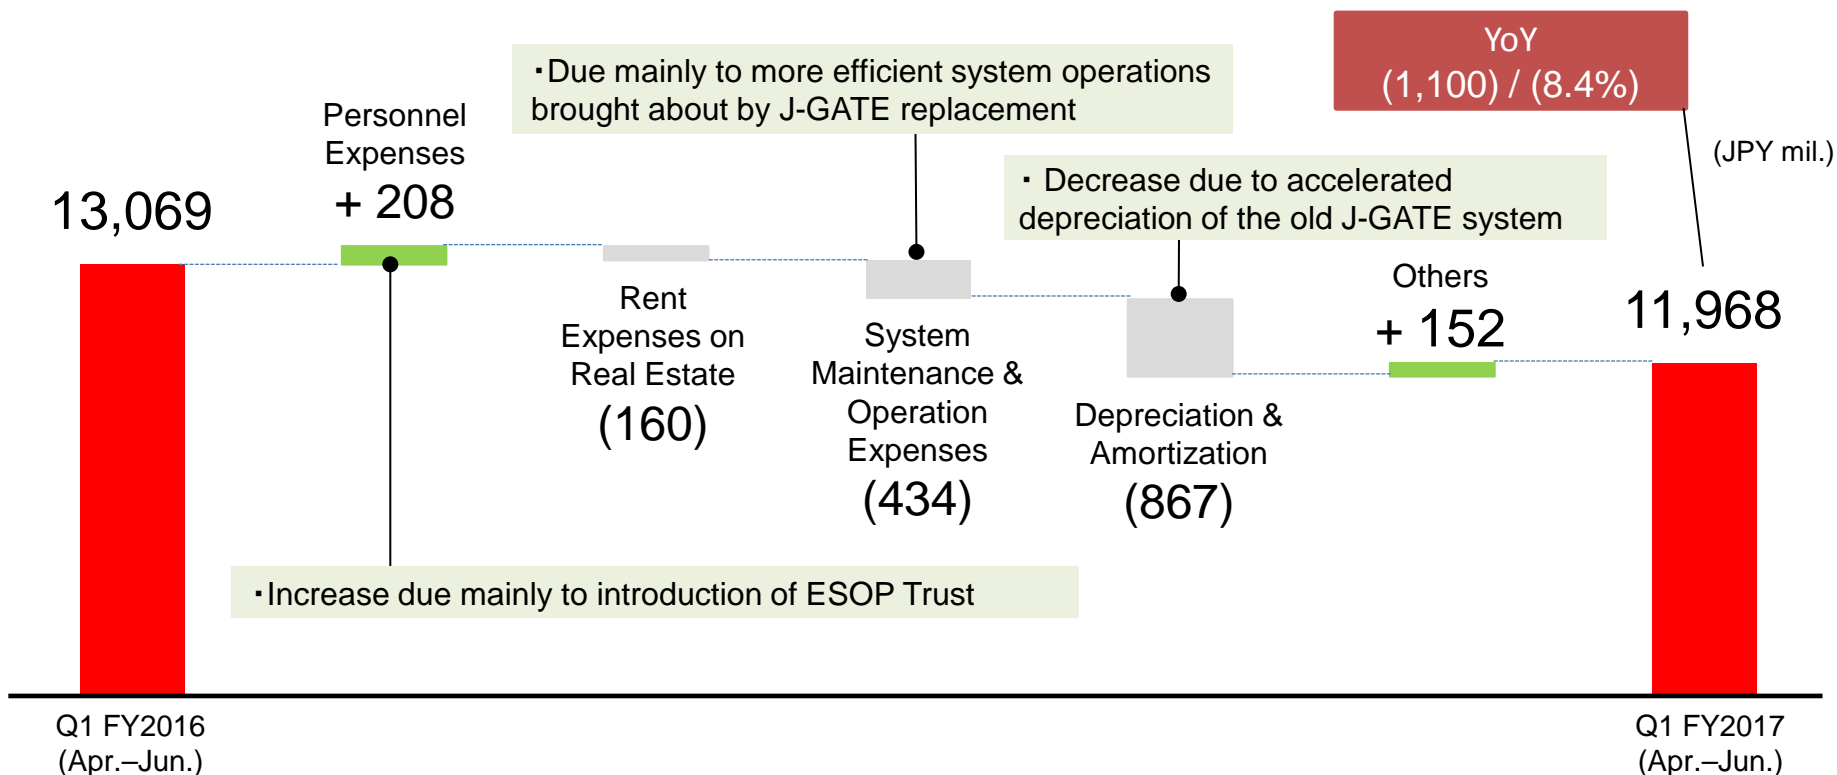 YoY
(1,100) / (8.4%)
(JPY mil.)
・Due mainly to more efficient system operations
brought about by J-GATE replacement
・ Decrease due to accelerated
depreciation of the old J-GATE system
13,069
Personnel
Expenses
+ 208
Rent
Expenses on
Real Estate
(160)
System
Maintenance &
Operation
Expenses
(434)
Depreciation &
Amortization
(867)
Others
+ 152
11,968
・Increase due mainly to introduction of ESOP Trust
Q1 FY2016
(Apr.–Jun.)
Q1 FY2017
(Apr.–Jun.)